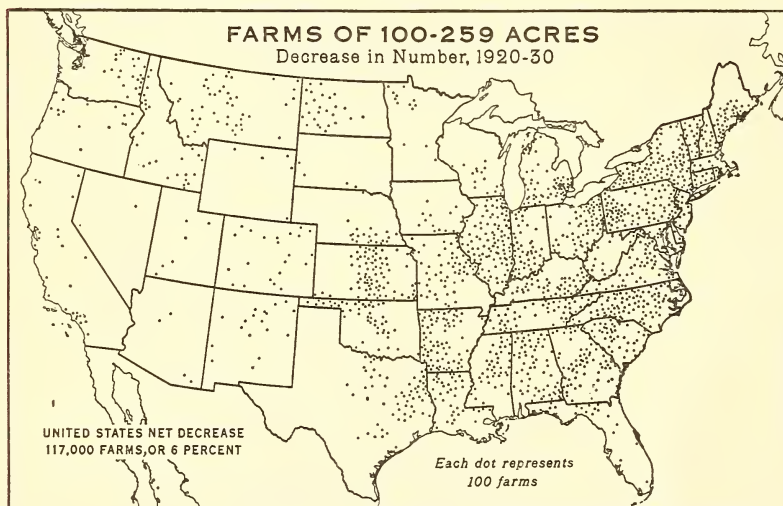 FARMS OF 100-259 ACRES
Decrease in Number, 1920-30
UNITED STATES NET DECREASE
117,000 FARMS, OR 6 PERCENT
Each dot represents
100 farms